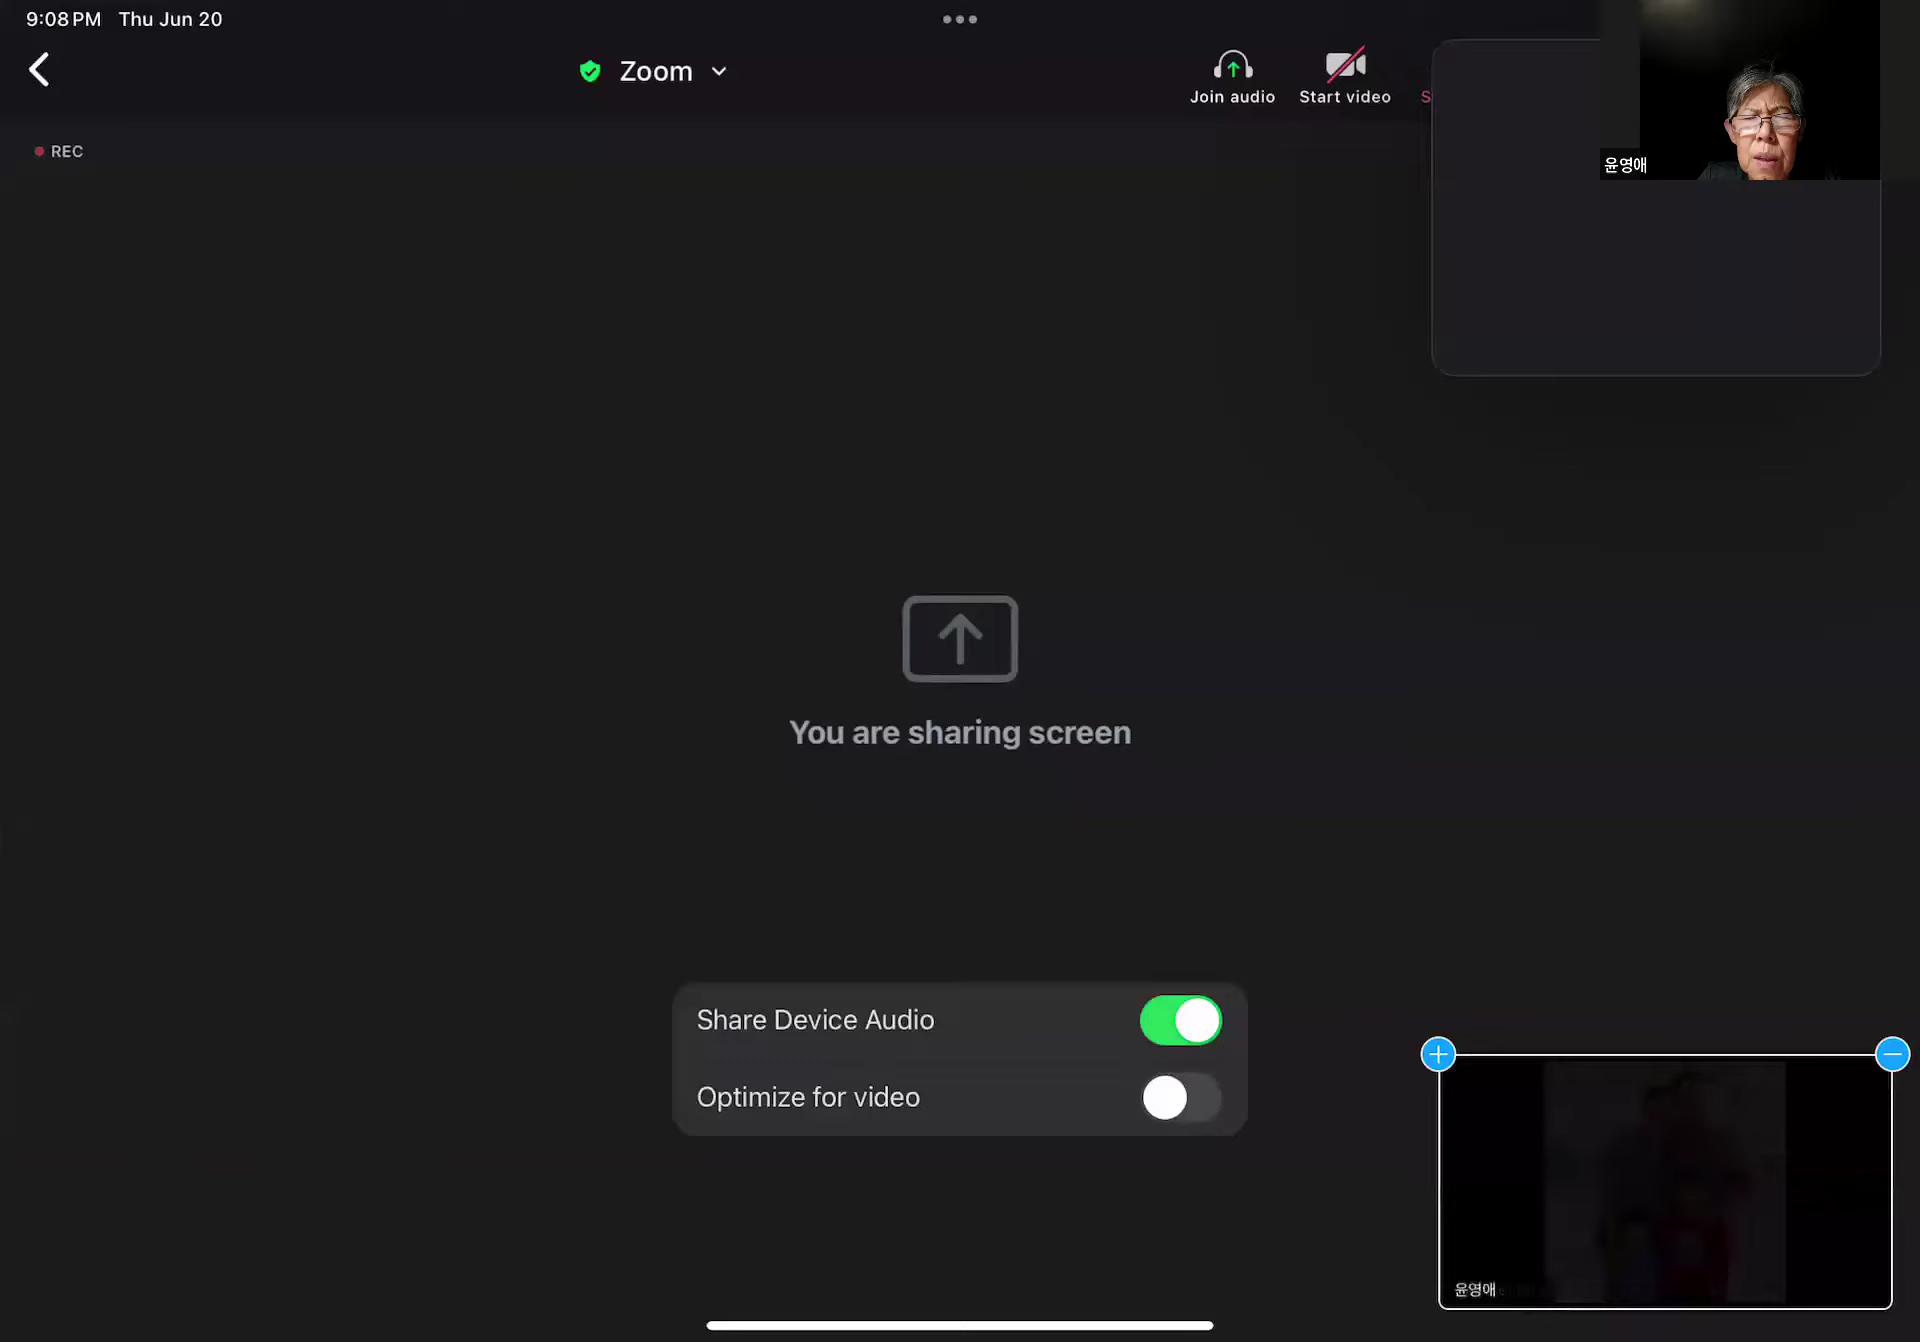 9:08 PM Thu Jun 20
Zoom
Join audio
Start video
S
윤영애
REC
You are sharing screen
Share Device Audio
Optimize for video
윤영애